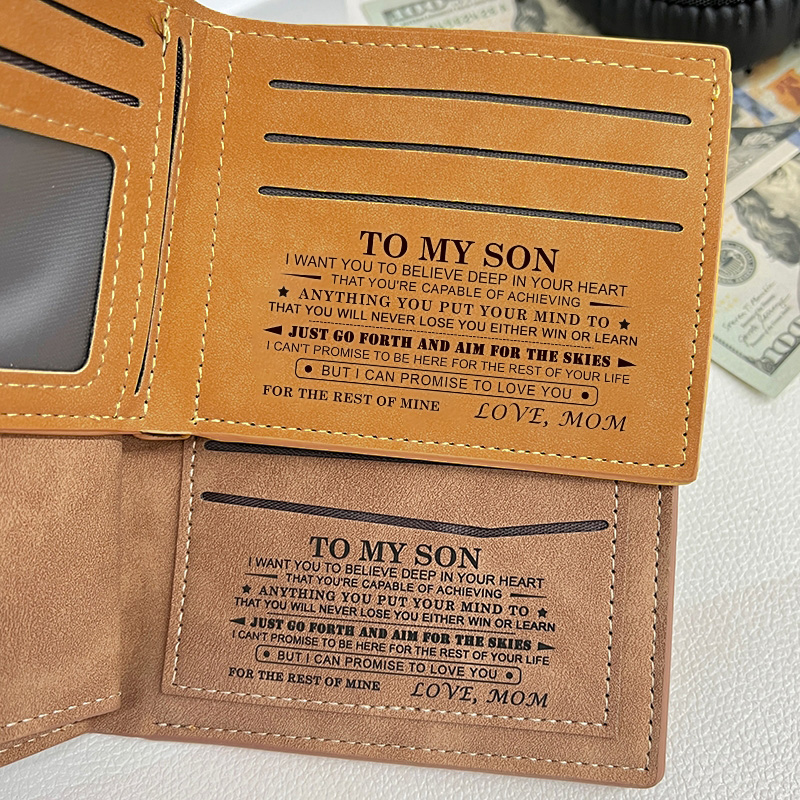 TO MY SON
I WANT YOU TO BELIEVE DEEP IN YOUR HEART
THAT YOU'RE CAPABLE OF ACHIEVING
ANYTHING YOU PUT YOUR MIND TO
THAT YOU WILL NEVER LOSE YOU EITHER WIN OR LEARN
JUST GO FORTH AND AIM FOR THE SKIES
I CAN'T PROMISE TO BE HERE FOR THE REST OF YOUR LIFE
BUT I CAN PROMISE TO LOVE YOU
FOR THE REST OF MINE
LOVE, MOM
TO MY SON
I WANT YOU TO BELIEVE DEEP IN YOUR HEART
THAT YOU'RE CAPABLE OF ACHIEVING
ANYTHING YOU PUT YOUR MIND TO
THAT YOU WILL NEVER LOSE YOU EITHER WIN OR LEARN
JUST GO FORTH AND AIM FOR THE SKIES
I CAN'T PROMISE TO BE HERE FOR THE REST OF YOUR LIFE
BUT I CAN PROMISE TO LOVE YOU
FOR THE REST OF MINE
LOVE, MOM